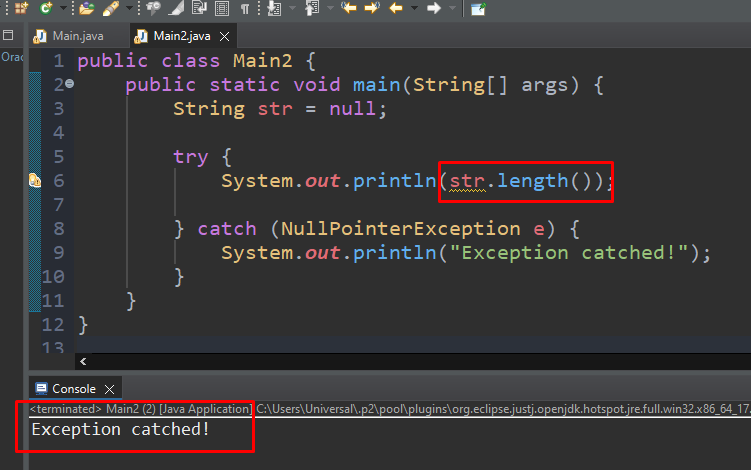 Main.java Main2.java
Orac
1 public class Main2 {
2 public static void main(String[] args) {
3 String str = null;
4
5 try {
6 System.out.println(str.length());
7
8 } catch (NullPointerException e) {
9 System.out.println("Exception catched!");
10 }
11 }
12 }
13
Console
<terminated> Main2 (2) [Java Application] C:\Users\Universal\.p2\pool\plugins\org.eclipse.justj.openjdk.hotspot.jre.full.win32.x86_64_17.
Exception catched!